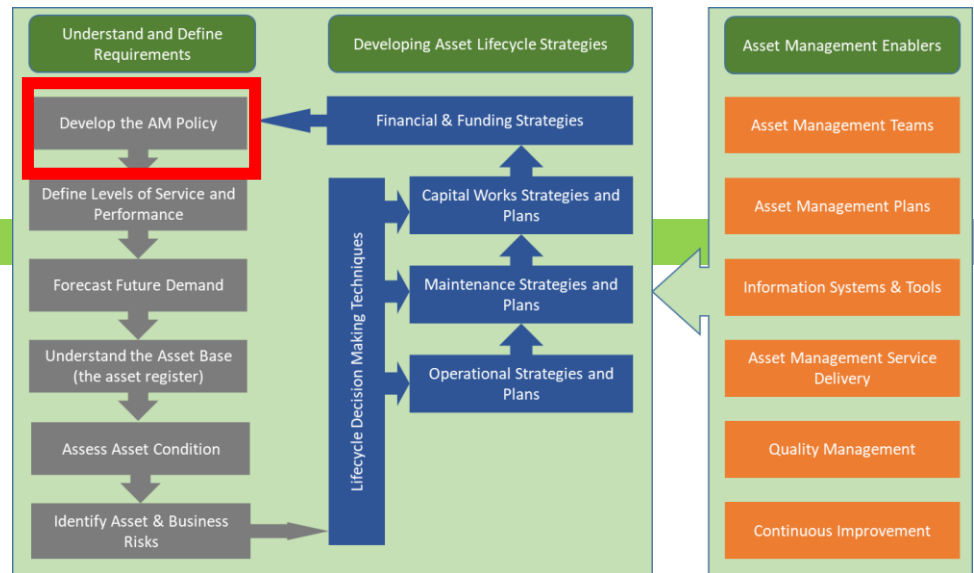 Understand and Define
Requirements
Develop the AM Policy
Define Levels of Service and
Performance
Forecast Future Demand
Understand the Asset Base
(the asset register)
Assess Asset Condition
Identify Asset & Business
Risks
Developing Asset Lifecycle Strategies
Financial & Funding Strategies
Lifecycle Decision Making Techniques
Capital Works Strategies and
Plans
Maintenance Strategies and
Plans
Operational Strategies and
Plans
Asset Management Enablers
Asset Management Teams
Asset Management Plans
Information Systems & Tools
Asset Management Service
Delivery
Quality Management
Continuous Improvement